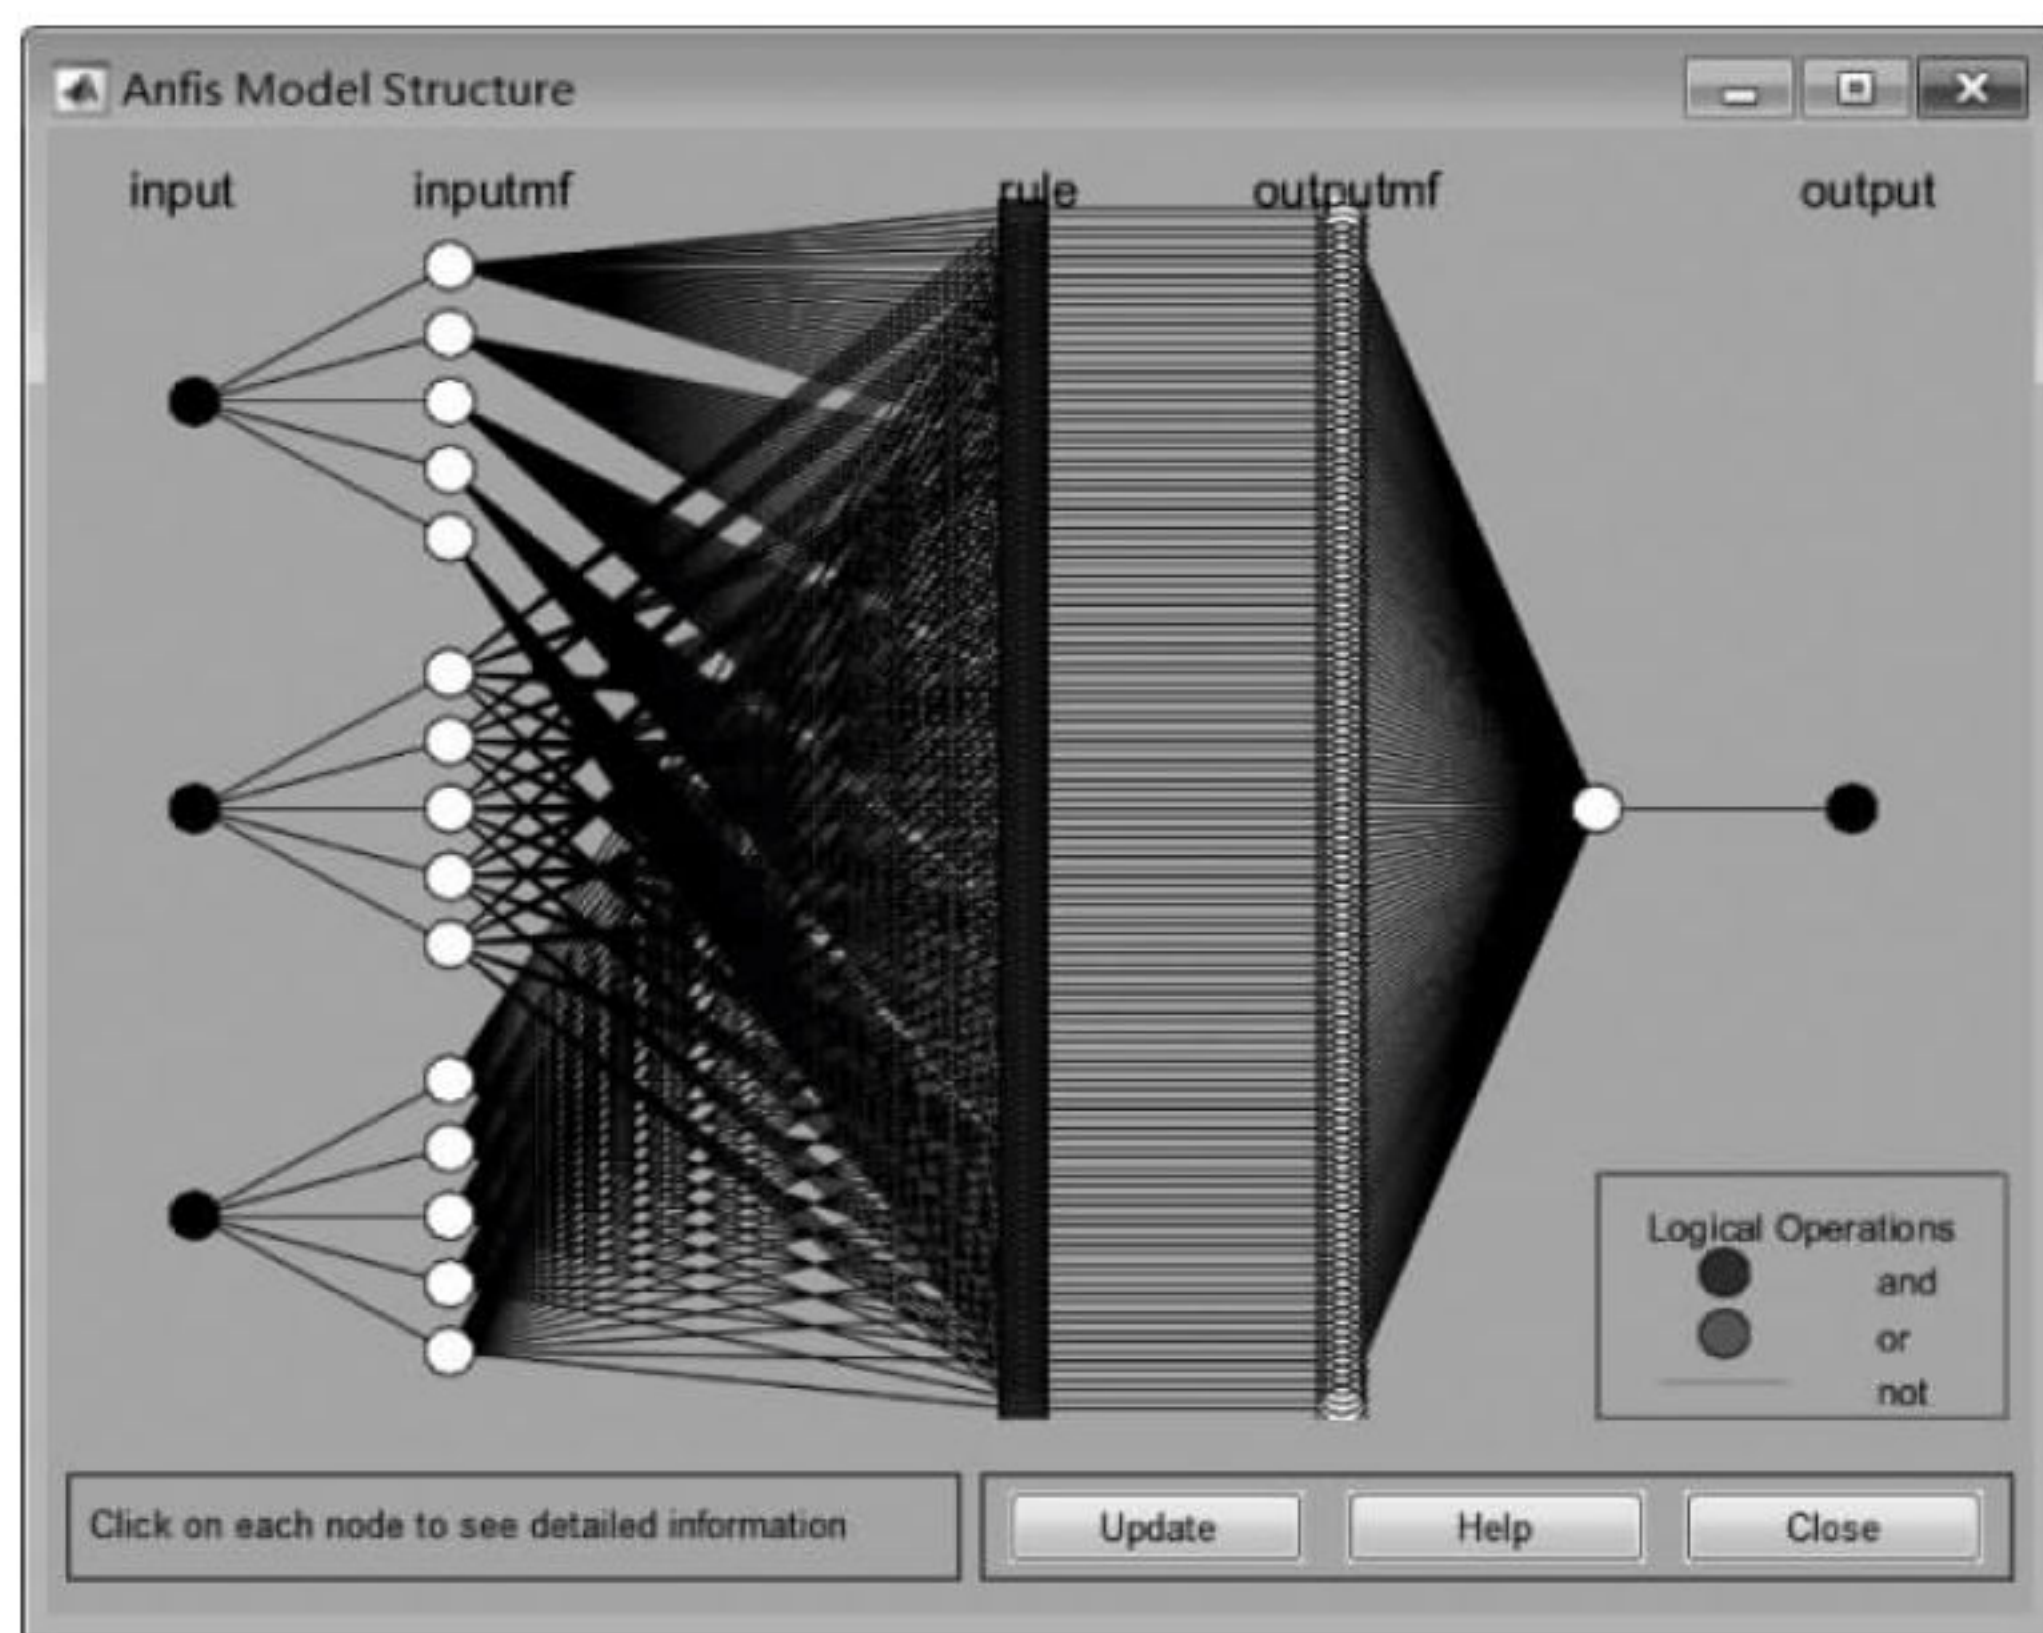 Anfis Model Structure
input inputmf rule outputmf output
Logical Operations
and
or
not
Click on each node to see detailed information
Update Help Close